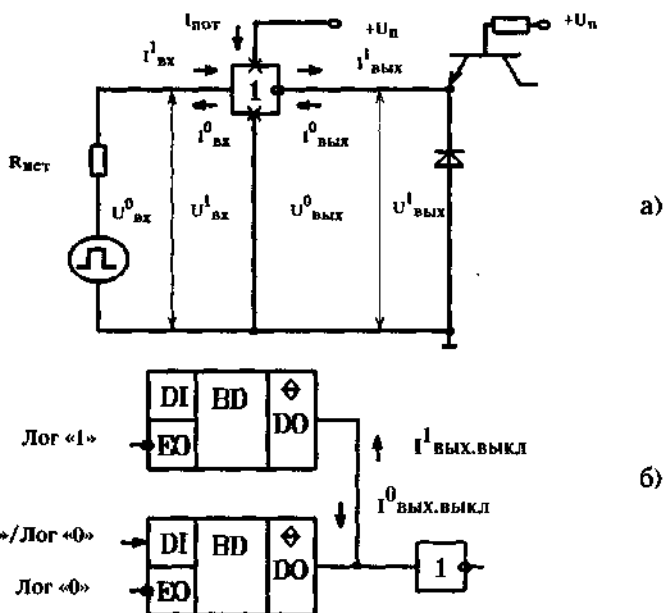 Iпот
+Uп
+Uп
I¹вх
I¹вых
1
I⁰вх
I⁰вых
Rист
U⁰вх
U¹вх
U⁰вых
U¹вых
а)
DI
BD
DO
EO
Лог «1»
I¹вых.выкл
I⁰вых.выкл
б)
»/Лог «0»
DI
BD
DO
1
Лог «0»
EO